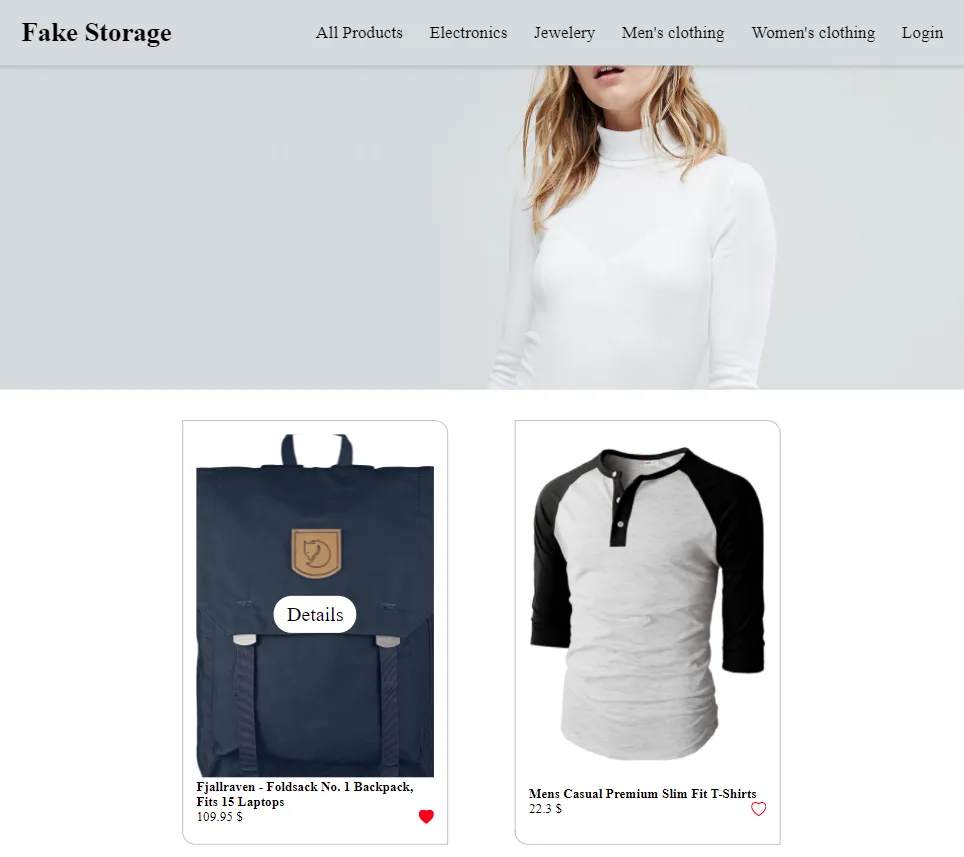 Fake Storage
All Products
Electronics
Jewelery
Men's clothing
Women's clothing
Login
Details
Fjallraven - Foldsack No. 1 Backpack,
Fits 15 Laptops
109.95 $
Mens Casual Premium Slim Fit T-Shirts
22.3 $